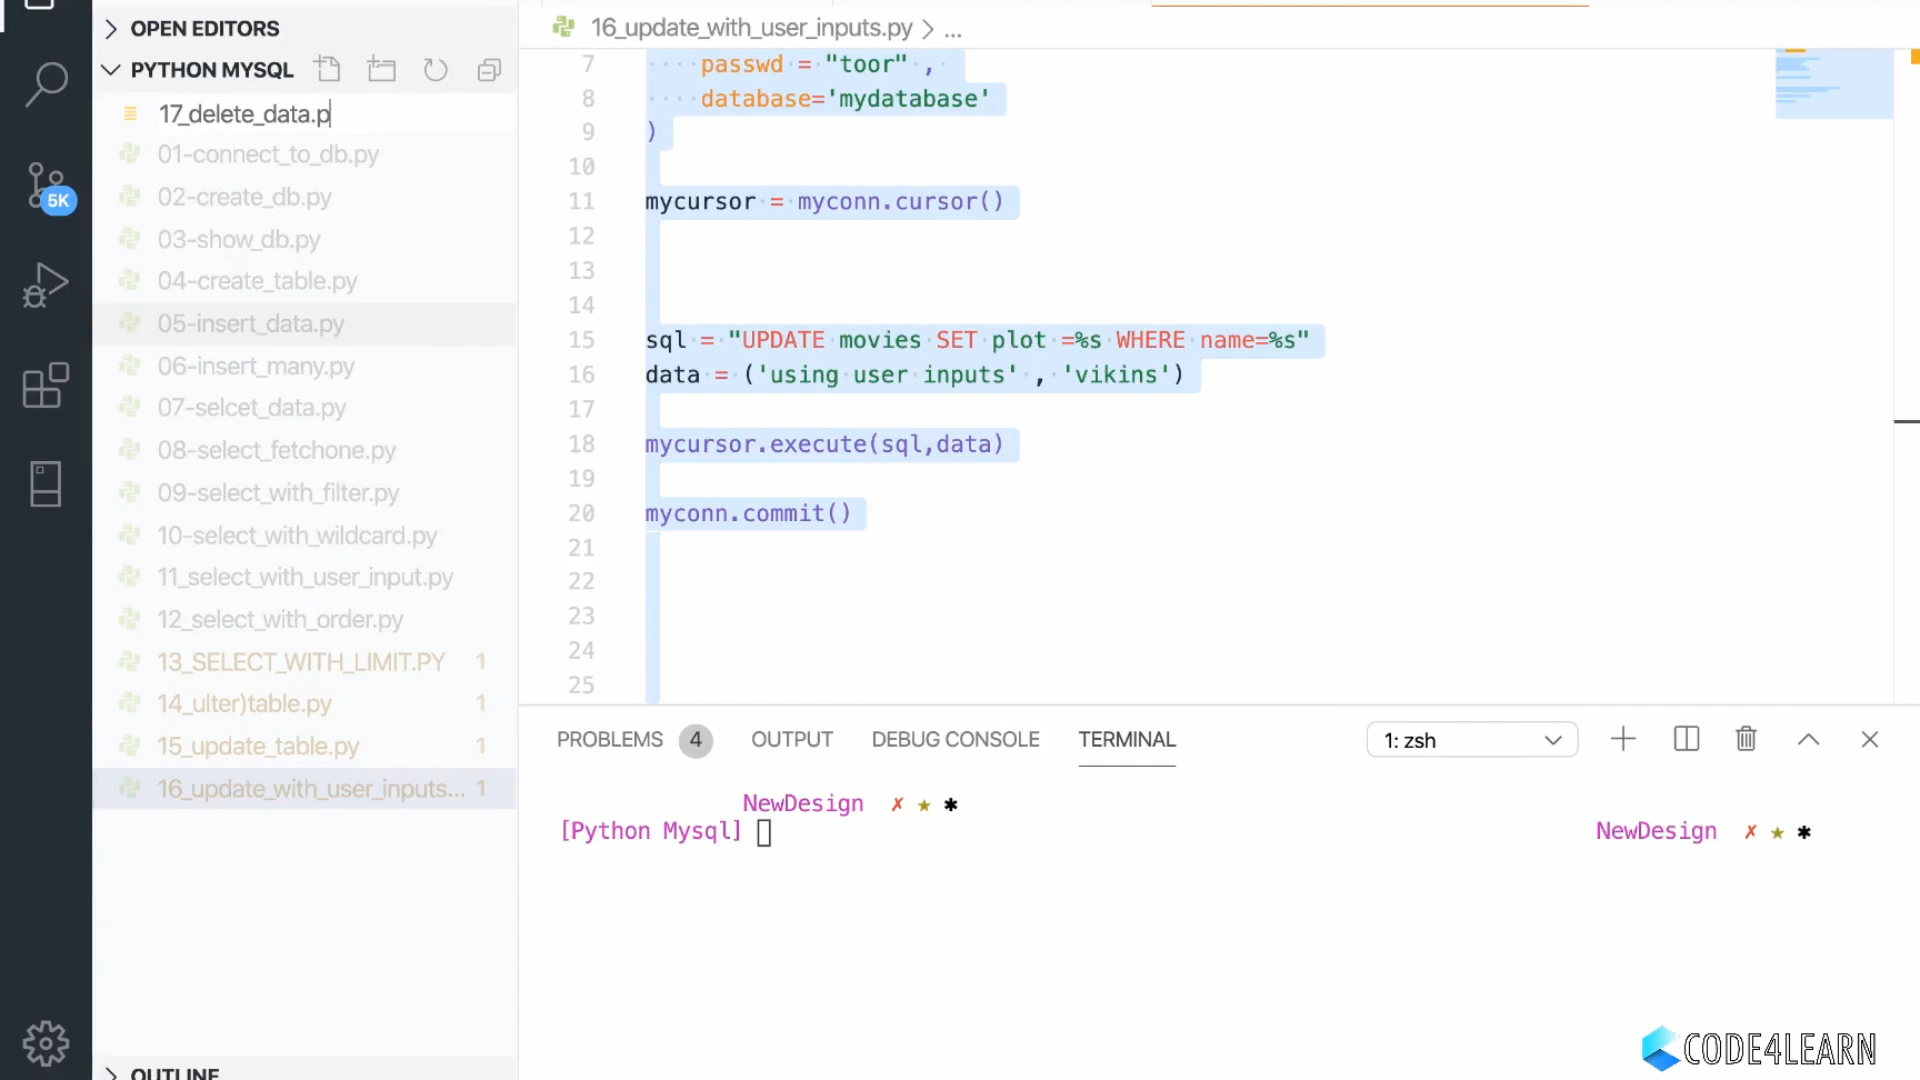 OPEN EDITORS
PYTHON MYSQL
17_delete_data.p
01-connect_to_db.py
02-create_db.py
03-show_db.py
04-create_table.py
05-insert_data.py
06-insert_many.py
07-selcet_data.py
08-select_fetchone.py
09-select_with_filter.py
10-select_with_wildcard.py
11_select_with_user_input.py
12_select_with_order.py
13_SELECT_WITH_LIMIT.PY 1
14_ulter)table.py 1
15_update_table.py 1
16_update_with_user_inputs... 1
OUTLINE
5K
16_update_with_user_inputs.py > ...
7 passwd = "toor" ,
8 database='mydatabase'
9 )
10
11 mycursor = myconn.cursor()
12
13
14
15 sql = "UPDATE movies SET plot =%s WHERE name=%s"
16 data = ('using user inputs' , 'vikins')
17
18 mycursor.execute(sql,data)
19
20 myconn.commit()
21
22
23
24
25
PROBLEMS 4 OUTPUT DEBUG CONSOLE TERMINAL 1: zsh
NewDesign ✗ ★ ✱
[Python Mysql] NewDesign ✗ ★ ✱
CODE4LEARN